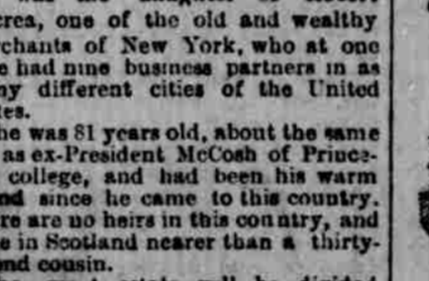 crea, one of the old and wealthy
chants of New York, who at one
e had nine business partners in as
ny different cities of the United
tes.
he was 81 years old, about the same
as ex-President McCosh of Prince-
college, and had been his warm
nd since he came to this country.
re are no heirs in this country, and
e in Scotland nearer than a thirty-
ond cousin.